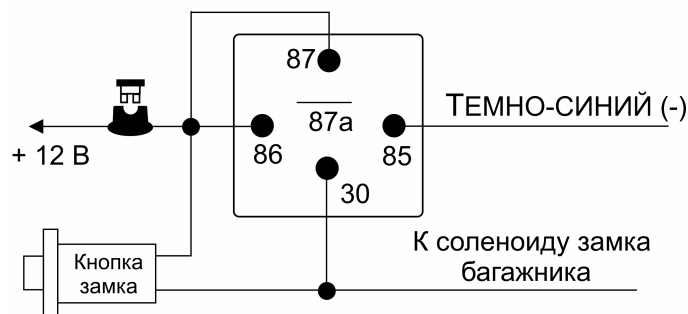 87
ТЕМНО-СИНИЙ (-)
87a
+ 12 В
86
85
30
К соленоиду замка
багажника
Кнопка
замка